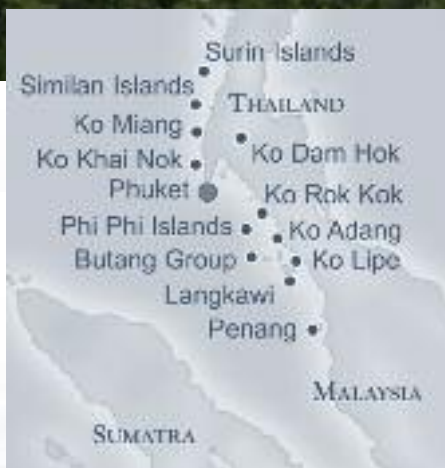 Surin Islands
Similan Islands
THAILAND
Ko Miang
Ko Khai Nok
Ko Dam Hok
Phuket
Ko Rok Kok
Phi Phi Islands
Ko Adang
Butang Group
Ko Lipe
Langkawi
Penang
MALAYSIA
SUMATRA